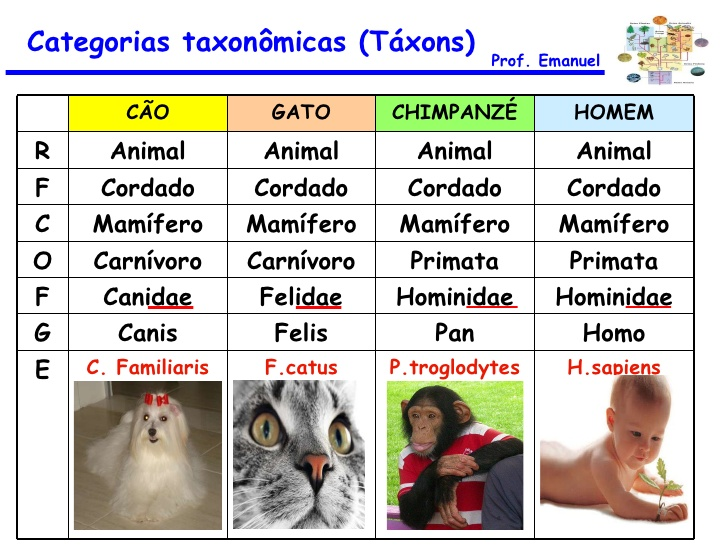 Categorias taxonômicas (Táxons)
Prof. Emanuel
CÃO GATO CHIMPANZÉ HOMEM
R Animal Animal Animal Animal
F Cordado Cordado Cordado Cordado
C Mamífero Mamífero Mamífero Mamífero
O Carnívoro Carnívoro Primata Primata
F Canidae Felidae Hominidae Hominidae
G Canis Felis Pan Homo
E C. Familiaris F.catus P.troglodytes H.sapiens